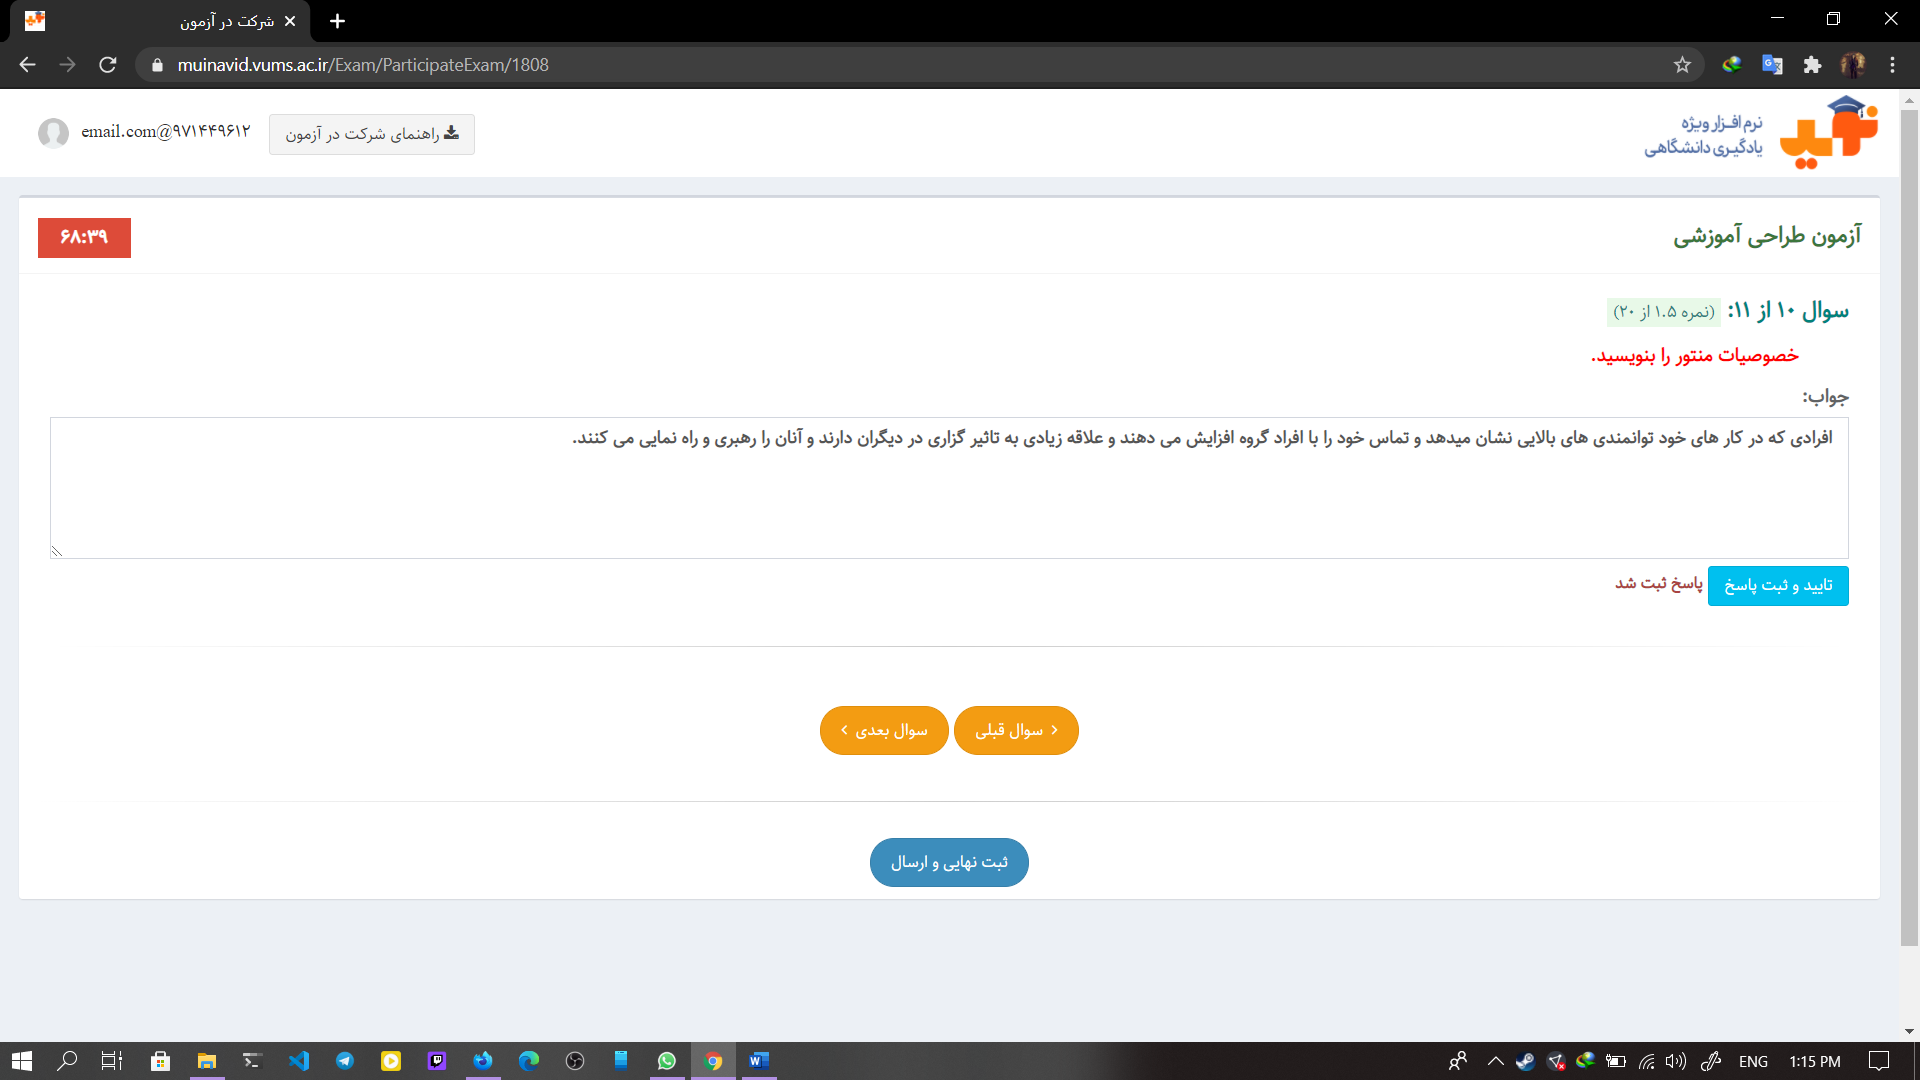 شرکت در آزمون
muinavid.vums.ac.ir/Exam/ParticipateExam/1808
نرم افزار ویژه
یادگیری دانشگاهی
راهنمای شرکت در آزمون
email.com@۹۷۱۴۴۹۶۱۲
آزمون طراحی آموزشی
۶۸:۳۹
سوال ۱۰ از ۱۱: (نمره ۱.۵ از ۲۰)
خصوصیات منتور را بنویسید.
جواب:
افرادی که در کار های خود توانمندی های بالایی نشان میدهد و تماس خود را با افراد گروه افزایش می دهند و علاقه زیادی به تاثیر گزاری در دیگران دارند و آنان را رهبری و راه نمایی می کنند.
تایید و ثبت پاسخ پاسخ ثبت شد
سوال قبلی
سوال بعدی
ثبت نهایی و ارسال
ENG
1:15 PM